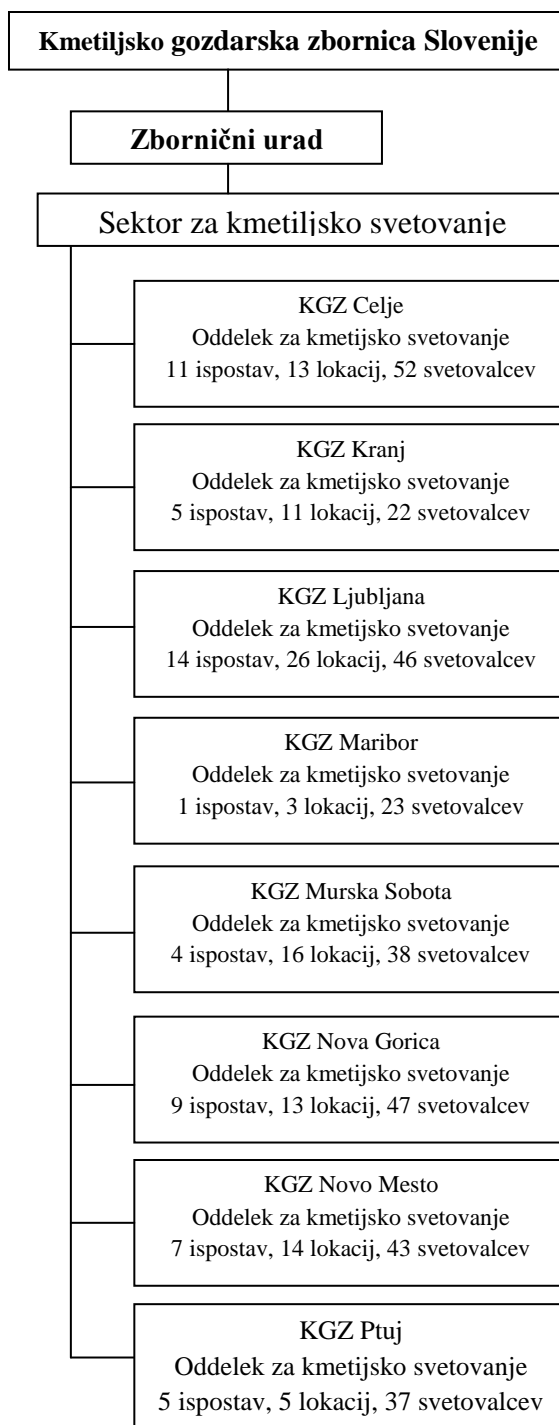 Kmetiljsko gozdarska zbornica Slovenije
Zbornični urad
Sektor za kmetiljsko svetovanje
KGZ Celje
Oddelek za kmetijsko svetovanje
11 ispostav, 13 lokacij, 52 svetovalcev
KGZ Kranj
Oddelek za kmetijsko svetovanje
5 ispostav, 11 lokacij, 22 svetovalcev
KGZ Ljubljana
Oddelek za kmetijsko svetovanje
14 ispostav, 26 lokacij, 46 svetovalcev
KGZ Maribor
Oddelek za kmetijsko svetovanje
1 ispostav, 3 lokacij, 23 svetovalcev
KGZ Murska Sobota
Oddelek za kmetijsko svetovanje
4 ispostav, 16 lokacij, 38 svetovalcev
KGZ Nova Gorica
Oddelek za kmetijsko svetovanje
9 ispostav, 13 lokacij, 47 svetovalcev
KGZ Novo Mesto
Oddelek za kmetijsko svetovanje
7 ispostav, 14 lokacij, 43 svetovalcev
KGZ Ptuj
Oddelek za kmetijsko svetovanje
5 ispostav, 5 lokacij, 37 svetovalcev